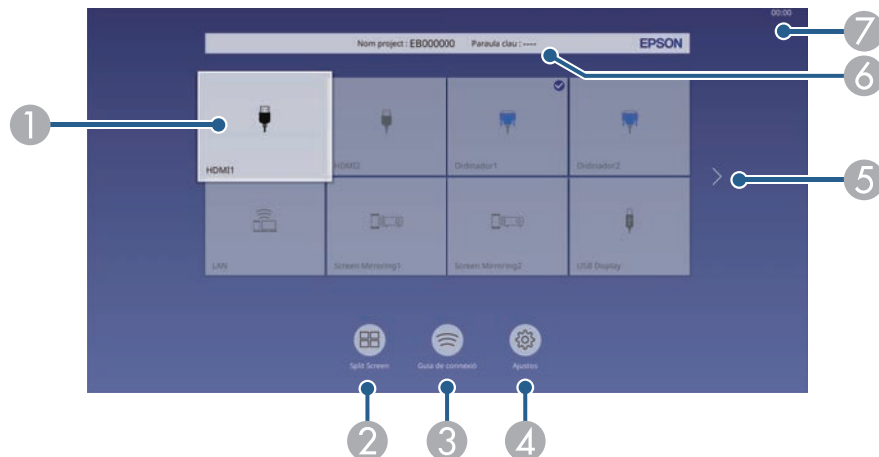 00:00
Nom project : EB000000 Paraula clau : ---- EPSON
HDMI1 HDMI2 Ordinador1 Ordinador2
LAN Screen Mirroring1 Screen Mirroring2 USB Display
Split Screen Guia de connexió Ajustos
1
2
3
4
5
6
7